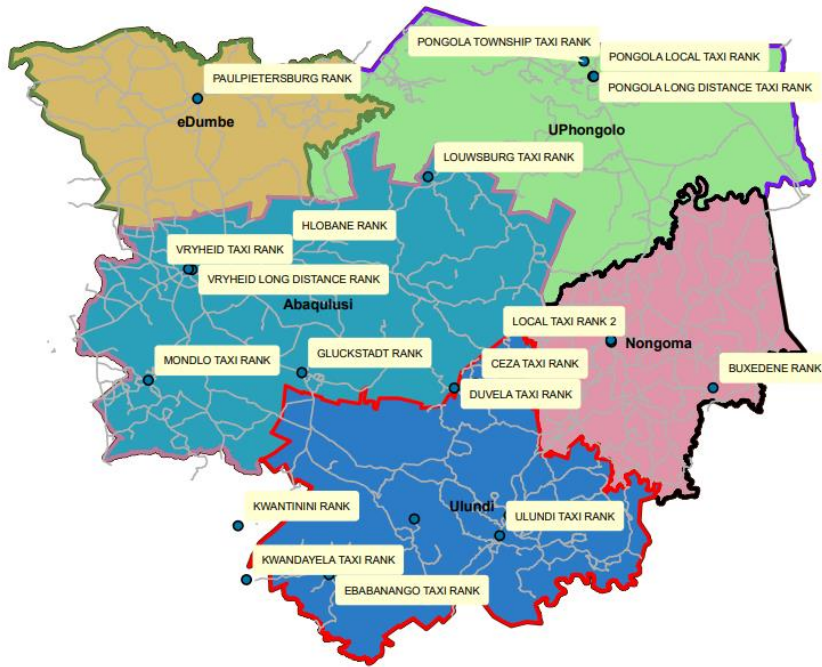 PONGOLA TOWNSHIP TAXI RANK
PONGOLA LOCAL TAXI RANK
PAULPIETERSBURG RANK
PONGOLA LONG DISTANCE TAXI RANK
eDumbe
UPhongolo
LOUWSBURG TAXI RANK
HLOBANE RANK
VRYHEID TAXI RANK
VRYHEID LONG DISTANCE RANK
Abaqulusi
LOCAL TAXI RANK 2
Nongoma
GLUCKSTADT RANK
MONDLO TAXI RANK
CEZA TAXI RANK
BUXEDENE RANK
DUVELA TAXI RANK
KWANTININI RANK
Ulundi
ULUNDI TAXI RANK
KWANDAYELA TAXI RANK
EBABANANGO TAXI RANK